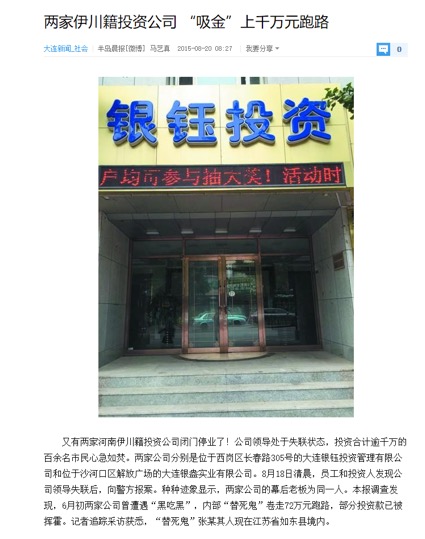 两家伊川籍投资公司 “吸金”上千万元跑路
大连新闻_社会 | 半岛晨报[微博] 马艺真 2015-08-20 08:27 | 我要分享
0
银钰投资
户均可参与抽大奖！活动时
又有两家河南伊川籍投资公司闭门停业了！公司领导处于失联状态，投资合计逾千万的
百余名市民心急如焚。两家公司分别是位于西岗区长春路305号的大连银钰投资管理有限公
司和位于沙河口区解放广场的大连银鑫实业有限公司。8月18日清晨，员工和投资人发现公
司领导失联后，向警方报案。种种迹象显示，两家公司的幕后老板为同一人。本报调查发
现，6月初两家公司曾遭遇“黑吃黑”，内部“替死鬼”卷走72万元跑路，部分投资款已被
挥霍。记者追踪采访获悉，“替死鬼”张某其人现在江苏省如东县境内。